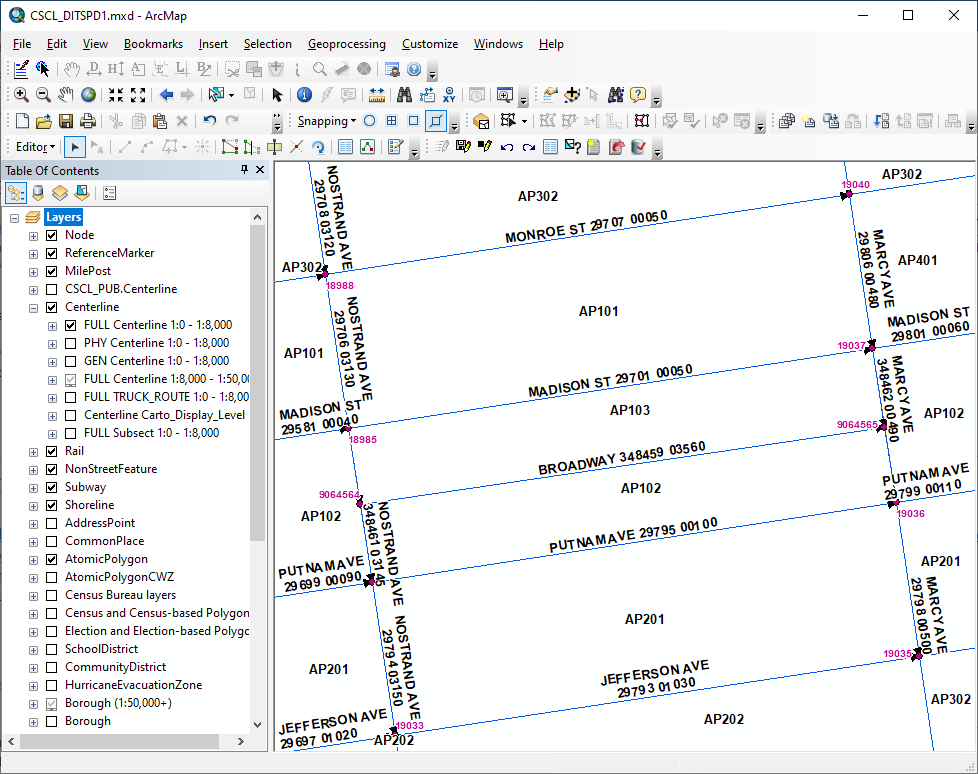 CSCL_DITSPD1.mxd - ArcMap
File Edit View Bookmarks Insert Selection Geoprocessing Customize Windows Help
Snapping
Editor
Table Of Contents
Layers
Node
ReferenceMarker
MilePost
CSCL_PUB.Centerline
Centerline
FULL Centerline 1:0 - 1:8,000
PHY Centerline 1:0 - 1:8,000
GEN Centerline 1:0 - 1:8,000
FULL Centerline 1:8,000 - 1:50,0
FULL TRUCK_ROUTE 1:0 - 1:8,00
Centerline Carto_Display_Level
FULL Subsect 1:0 - 1:8,000
Rail
NonStreetFeature
Subway
Shoreline
AddressPoint
CommonPlace
AtomicPolygon
AtomicPolygonCWZ
Census Bureau layers
Census and Census-based Polygon
Election and Election-based Polygo
SchoolDistrict
CommunityDistrict
HurricaneEvacuationZone
Borough (1:50,000+)
Borough
NOSTRAND AVE
29708 03120
AP302
AP302
19040
MONROE ST 29707 00050
AP302
18988
MARCY AVE
29806 00480
AP401
NOSTRAND AVE
29706 03130
AP101
AP101
MADISON ST
29801 00060
19037
MADISON ST 29701 00050
MADISON ST
29581 00040
18985
AP103
MARCY AVE
348462 00490
AP102
9064565
BROADWAY 348459 03560
9064564
AP102
AP102
PUTNAM AVE
29799 00110
19036
NOSTRAND AVE
348461 03145
PUTNAM AVE 29795 00100
PUTNAM AVE
29699 00090
AP201
MARCY AVE
29798 00500
AP201
NOSTRAND AVE
29794 03150
AP201
19035
JEFFERSON AVE
29793 01030
AP302
JEFFERSON AVE
29697 01020
19033
AP202
AP202